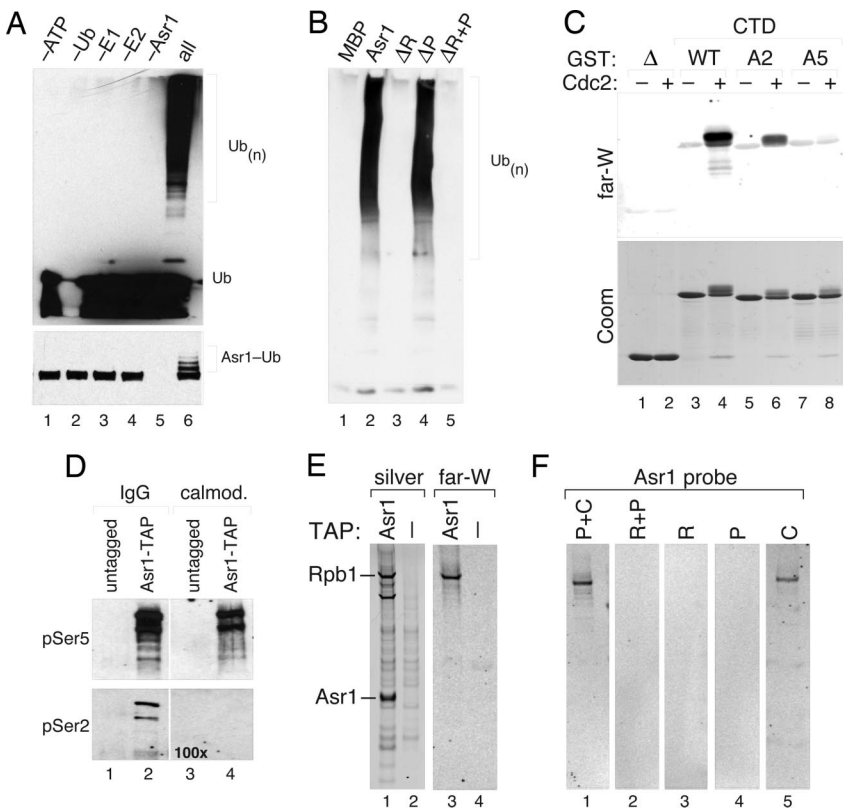 A
–ATP
–Ub
–E1
–E2
–Asr1
all
Ub(n)
Ub
Asr1–Ub
1 2 3 4 5 6
B
MBP
Asr1
ΔR
ΔP
ΔR+P
Ub(n)
1 2 3 4 5
C
CTD
GST: Δ WT A2 A5
Cdc2: – + – + – + – +
far-W
Coom
1 2 3 4 5 6 7 8
D
IgG calmod.
untagged
Asr1-TAP
untagged
Asr1-TAP
pSer5
pSer2
100x
1 2 3 4
E
silver far-W
TAP: Asr1 – Asr1 –
Rpb1
Asr1
1 2 3 4
F
Asr1 probe
P+C
R+P
R
P
C
1 2 3 4 5